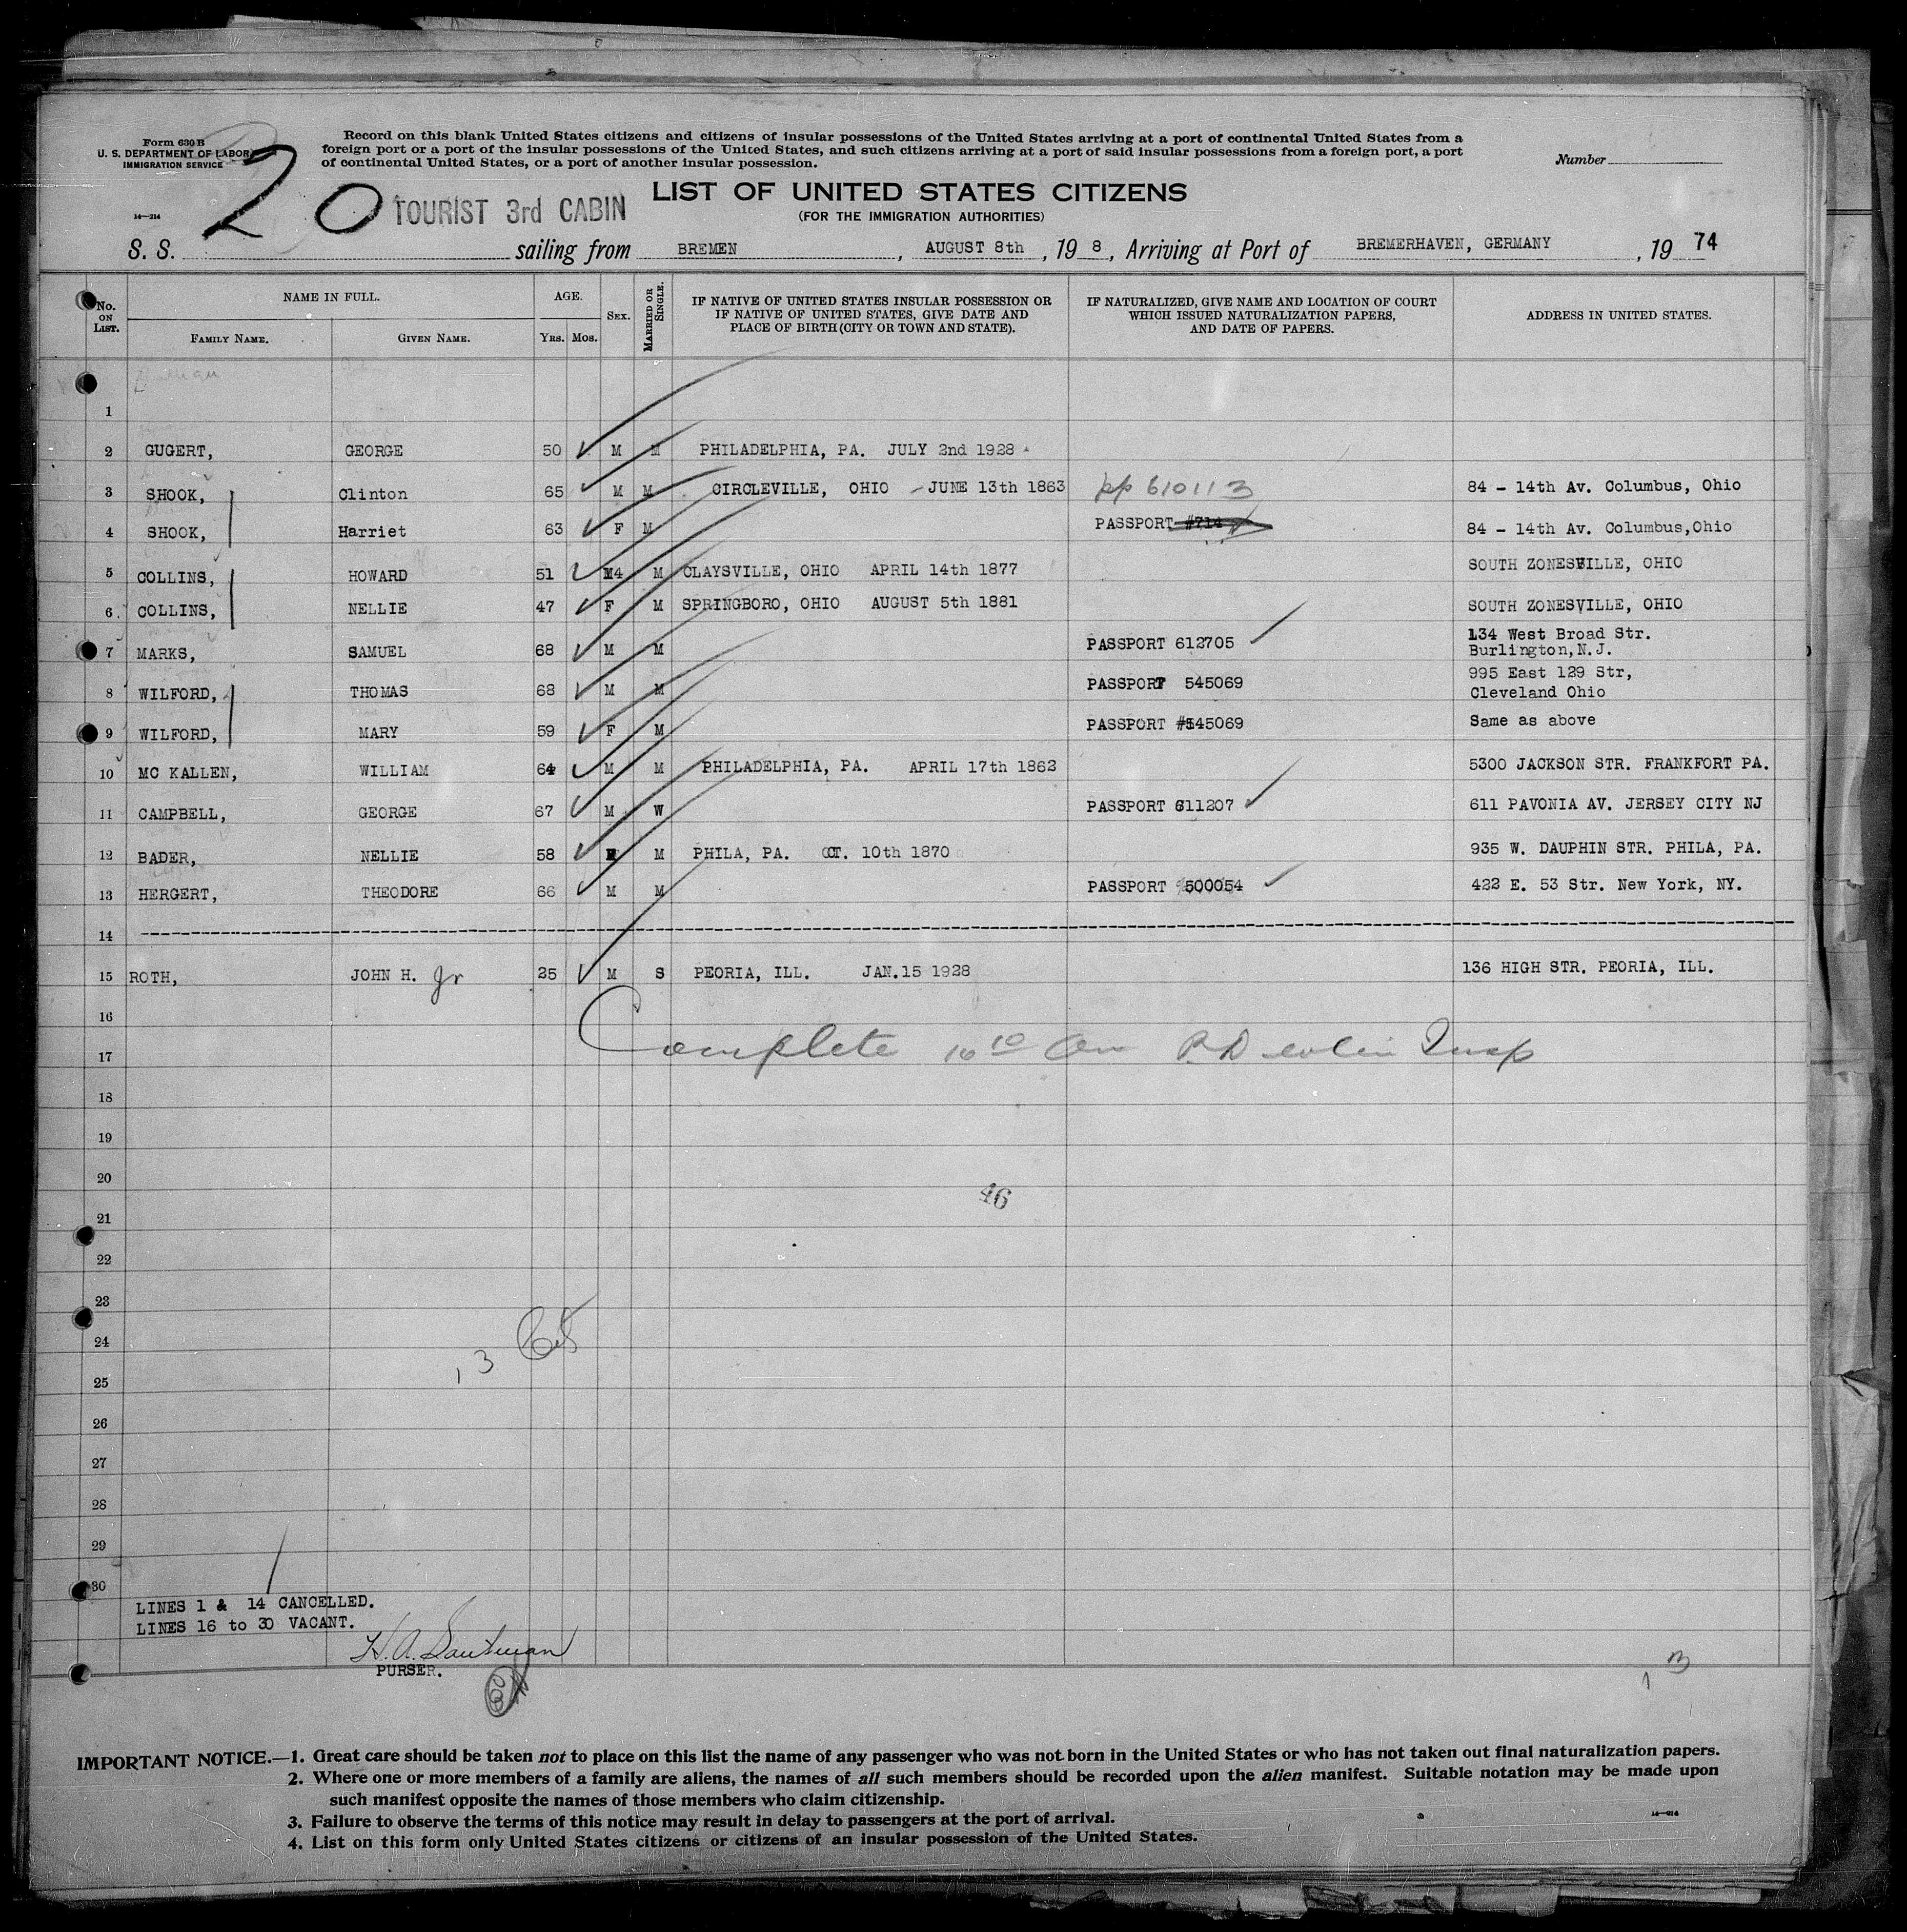 Form 630 B
U. S. DEPARTMENT OF LABOR
IMMIGRATION SERVICE
14—214
Record on this blank United States citizens and citizens of insular possessions of the United States arriving at a port of continental United States from a
foreign port or a port of the insular possessions of the United States, and such citizens arriving at a port of said insular possessions from a foreign port, a port
of continental United States, or a port of another insular possession.
Number
20
TOURIST 3rd CABIN
LIST OF UNITED STATES CITIZENS
(FOR THE IMMIGRATION AUTHORITIES)
S. S. sailing from BREMEN, AUGUST 8th, 19 8, Arriving at Port of BREMERHAVEN, GERMANY, 19 74
No. ON LIST. NAME IN FULL. AGE. SEX. MARRIED OR SINGLE. IF NATIVE OF UNITED STATES INSULAR POSSESSION OR IF NATIVE OF UNITED STATES, GIVE DATE AND PLACE OF BIRTH (CITY OR TOWN AND STATE). IF NATURALIZED, GIVE NAME AND LOCATION OF COURT WHICH ISSUED NATURALIZATION PAPERS, AND DATE OF PAPERS. ADDRESS IN UNITED STATES.
FAMILY NAME. GIVEN NAME. YRS. MOS.
1
2 GUGERT, GEORGE 50 M M PHILADELPHIA, PA. JULY 2nd 1928
3 SHOOK, Clinton 65 M M CIRCLEVILLE, OHIO JUNE 13th 1863 pp 610113 84 - 14th Av. Columbus, Ohio
4 SHOOK, Harriet 63 F M PASSPORT #714 84 - 14th Av. Columbus,Ohio
5 COLLINS, HOWARD 51 M4 M CLAYSVILLE, OHIO APRIL 14th 1877 SOUTH ZONESVILLE, OHIO
6 COLLINS, NELLIE 47 F M SPRINGBORO, OHIO AUGUST 5th 1881 SOUTH ZONESVILLE, OHIO
7 MARKS, SAMUEL 68 M M PASSPORT 612705 134 West Broad Str. Burlington,N.J.
8 WILFORD, THOMAS 68 M M PASSPORT 545069 995 East 129 Str, Cleveland Ohio
9 WILFORD, MARY 59 F M PASSPORT #545069 Same as above
10 MC KALLEN, WILLIAM 64 M M PHILADELPHIA, PA. APRIL 17th 1862 5300 JACKSON STR. FRANKFORT PA.
11 CAMPBELL, GEORGE 67 M W PASSPORT 611207 611 PAVONIA AV. JERSEY CITY NJ
12 BADER, NELLIE 58 F M PHILA, PA. OCT. 10th 1870 935 W. DAUPHIN STR. PHILA, PA.
13 HERGERT, THEODORE 66 M M PASSPORT 500054 422 E. 53 Str. New York, NY.
14
15 ROTH, JOHN H. Jr 25 M S PEORIA, ILL. JAN.15 1928 136 HIGH STR. PEORIA, ILL.
16
17 Complete 10 10 am Insp
18
19
20
46
21
22
23
24
13
25
26
27
28
29
30
LINES 1 & 14 CANCELLED.
LINES 16 to 30 VACANT.
H. A.
PURSER.
13
IMPORTANT NOTICE.—1. Great care should be taken not to place on this list the name of any passenger who was not born in the United States or who has not taken out final naturalization papers.
2. Where one or more members of a family are aliens, the names of all such members should be recorded upon the alien manifest. Suitable notation may be made upon
such manifest opposite the names of those members who claim citizenship.
3. Failure to observe the terms of this notice may result in delay to passengers at the port of arrival.
14—214
4. List on this form only United States citizens or citizens of an insular possession of the United States.